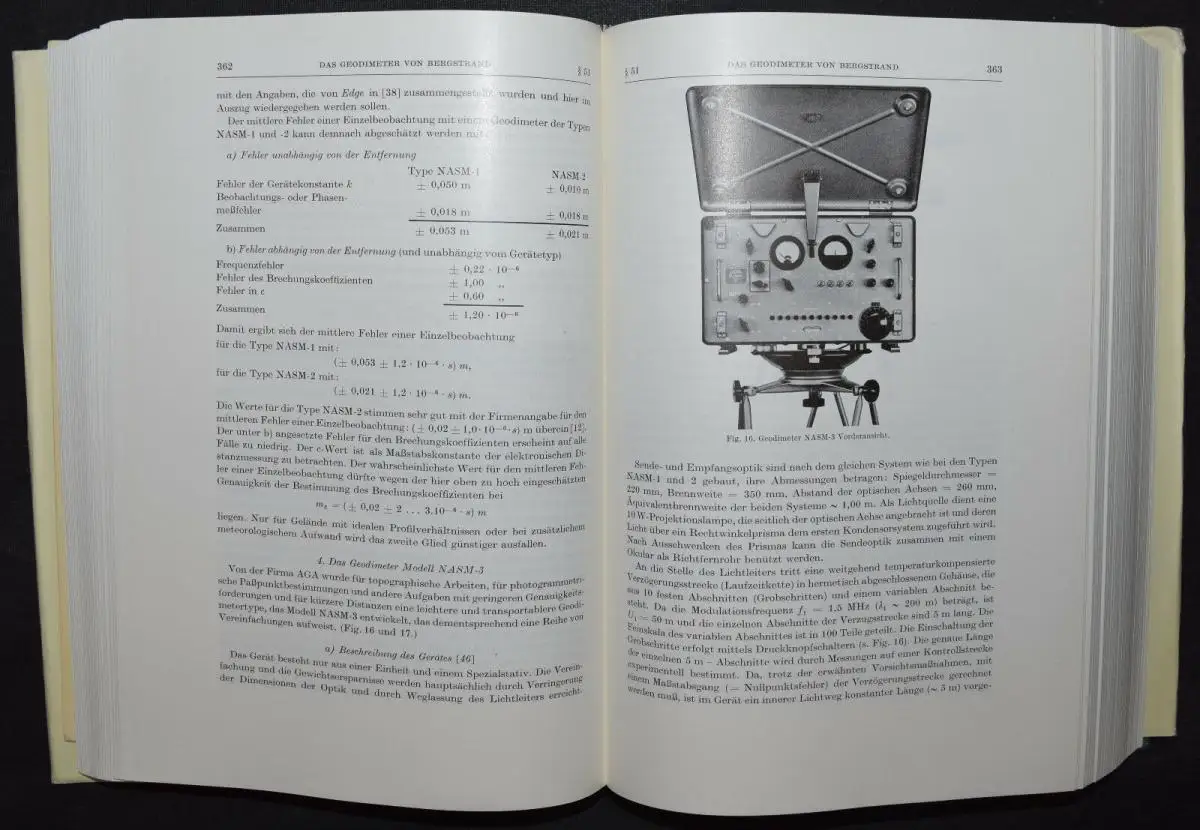 362 DAS GEODIMETER VON BERGSTRAND § 51
mit den Angaben, die von Edge in [38] zusammengestellt wurden und hier im
Auszug wiedergegeben werden sollen.
Der mittlere Fehler einer Einzelbeobachtung mit einem Geodimeter der Typen
NASM-1 und -2 kann demnach abgeschätzt werden mit:
a) Fehler unabhängig von der Entfernung
Type NASM-1 NASM-2
Fehler der Gerätekonstante k ± 0,050 m ± 0,010 m
Beobachtungs- oder Phasen-
meßfehler ± 0,018 m ± 0,018 m
Zusammen ± 0,053 m ± 0,021 m
b) Fehler abhängig von der Entfernung (und unabhängig vom Gerätetyp)
Frequenzfehler ± 0,22 · 10—6
Fehler des Brechungskoeffizienten ± 1,00 „
Fehler in c ± 0,60 „
Zusammen ± 1,20 · 10—6
Damit ergibt sich der mittlere Fehler einer Einzelbeobachtung
für die Type NASM-1 mit:
(± 0,053 ± 1,2 · 10—6 · s) m,
für die Type NASM-2 mit:
(± 0,021 ± 1,2 · 10—6 · s) m.
Die Werte für die Type NASM-2 stimmen sehr gut mit der Firmenangabe für den
mittleren Fehler einer Einzelbeobachtung: (± 0,02 ± 1,0·10—6·s) m überein [12].
Der unter b) angesetzte Fehler für den Brechungskoeffizienten erscheint auf alle
Fälle zu niedrig. Der c-Wert ist als Maßstabskonstante der elektronischen Di-
stanzmessung zu betrachten. Der wahrscheinlichste Wert für den mittleren Feh-
ler einer Einzelbeobachtung dürfte wegen der hier oben zu hoch eingeschätzten
Genauigkeit der Bestimmung des Brechungskoeffizienten bei
ms = (± 0,02 ± 2 ... 3.10—6 · s) m
liegen. Nur für Gelände mit idealen Profilverhältnissen oder bei zusätzlichem
meteorologischem Aufwand wird das zweite Glied günstiger ausfallen.
4. Das Geodimeter Modell NASM-3
Von der Firma AGA wurde für topographische Arbeiten, für photogrammetri-
sche Paßpunktbestimmungen und andere Aufgaben mit geringeren Genauigkeits-
forderungen und für kürzere Distanzen eine leichtere und transportablere Geodi-
metertype, das Modell NASM-3 entwickelt, das dementsprechend eine Reihe von
Vereinfachungen aufweist. (Fig. 16 und 17.)
a) Beschreibung des Gerätes [46]
Das Gerät besteht nur aus einer Einheit und einem Spezialstativ. Die Verein-
fachung und die Gewichtsersparnisse werden hauptsächlich durch Verringerung
der Dimensionen der Optik und durch Weglassung des Lichtleiters erreicht.
§ 51 DAS GEODIMETER VON BERGSTRAND 363
Fig. 16. Geodimeter NASM-3 Vorderansicht.
Sende- und Empfangsoptik sind nach dem gleichen System wie bei den Typen
NASM-1 und 2 gebaut, ihre Abmessungen betragen: Spiegeldurchmesser =
220 mm, Brennweite = 350 mm, Abstand der optischen Achsen = 260 mm,
Äquivalentbrennweite der beiden Systeme ~ 1,00 m. Als Lichtquelle dient eine
10 W-Projektionslampe, die seitlich der optischen Achse angebracht ist und deren
Licht über ein Rechtwinkelprisma dem ersten Kondensorsystem zugeführt wird.
Nach Ausschwenken des Prismas kann die Sendeoptik zusammen mit einem
Okular als Richtfernrohr benützt werden.
An die Stelle des Lichtleiters tritt eine weitgehend temperaturkompensierte
Verzögerungsstrecke (Laufzeitkette) in hermetisch abgeschlossenem Gehäuse, die
aus 10 festen Abschnitten (Grobschritten) und einem variablen Abschnitt be-
steht. Da die Modulationsfrequenz f1 = 1,5 MHz (λ1 ~ 200 m) beträgt, ist
U1 = 50 m und die einzelnen Abschnitte der Verzugsstrecke sind 5 m lang. Die
Feinskala des variablen Abschnittes ist in 100 Teile geteilt. Die Einschaltung der
Grobschritte erfolgt mittels Druckknopfschaltern (s. Fig. 16). Die genaue Länge
der einzelnen 5 m – Abschnitte wird durch Messungen auf einer Kontrollstrecke
experimentell bestimmt. Da, trotz der erwähnten Vorsichtsmaßnahmen, mit
einem Maßstabsgang (= Nullpunktsfehler) der Verzögerungsstrecke gerechnet
werden muß, ist im Gerät ein innerer Lichtweg konstanter Länge (~ 5 m) vorge-